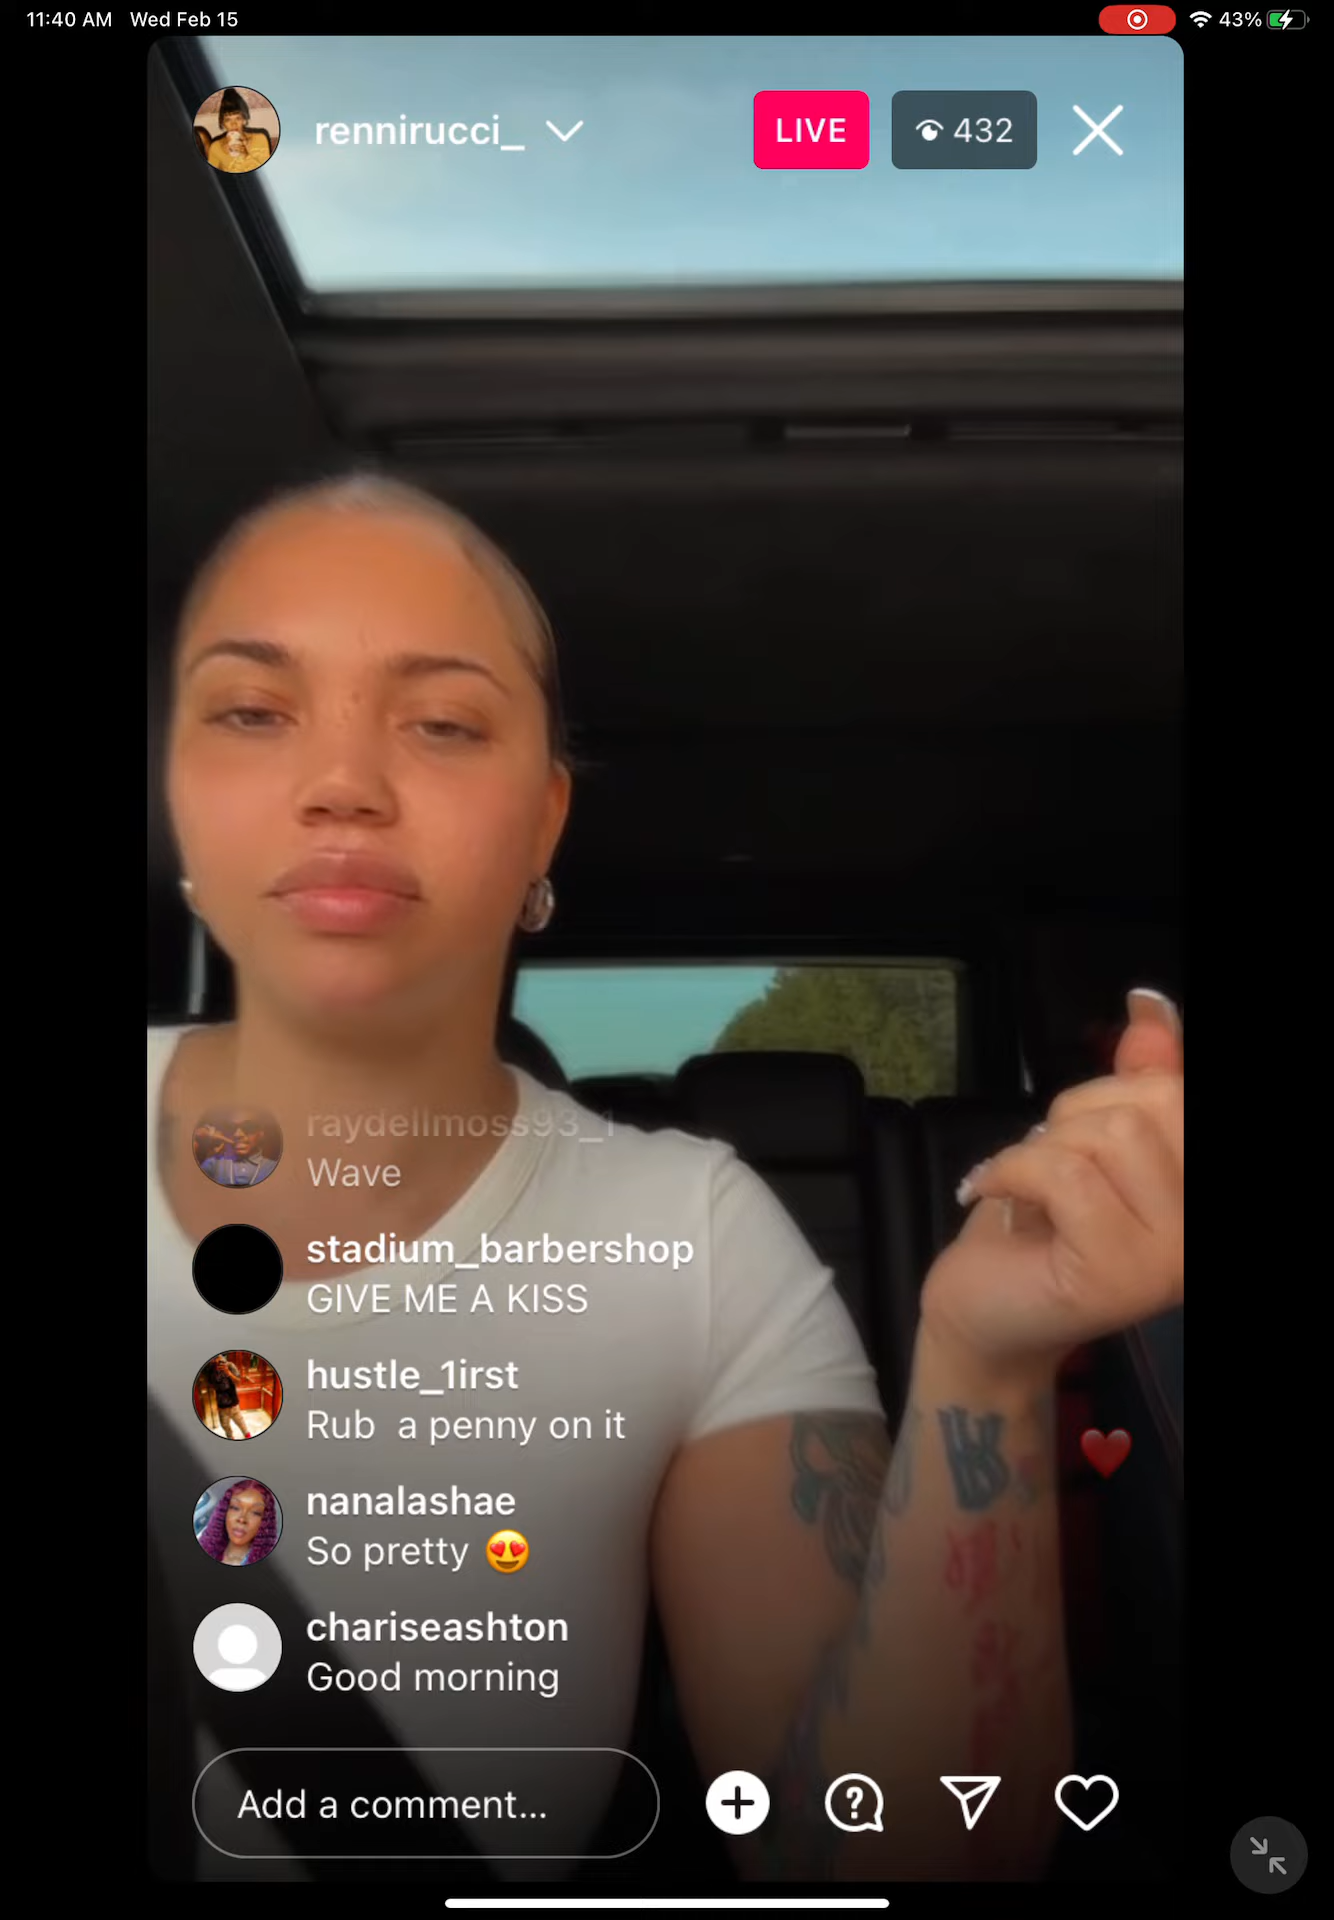 11:40 AM Wed Feb 15
43%
rennirucci_
LIVE
432
raydellmoss93_1
Wave
stadium_barbershop
GIVE ME A KISS
hustle_1irst
Rub a penny on it
nanalashae
So pretty 😍
chariseashton
Good morning
Add a comment...